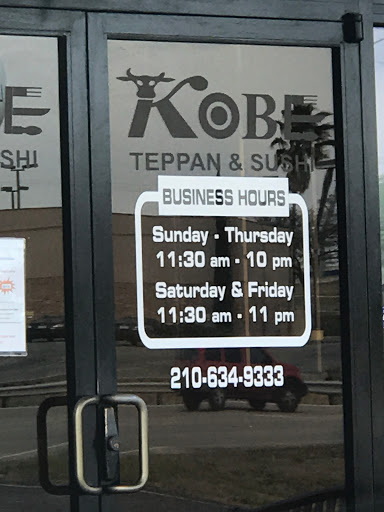 KOBE
TEPPAN & SUSHI
BUSINESS HOURS
Sunday - Thursday
11:30 am - 10 pm
Saturday & Friday
11:30 am - 11 pm
210-634-9333